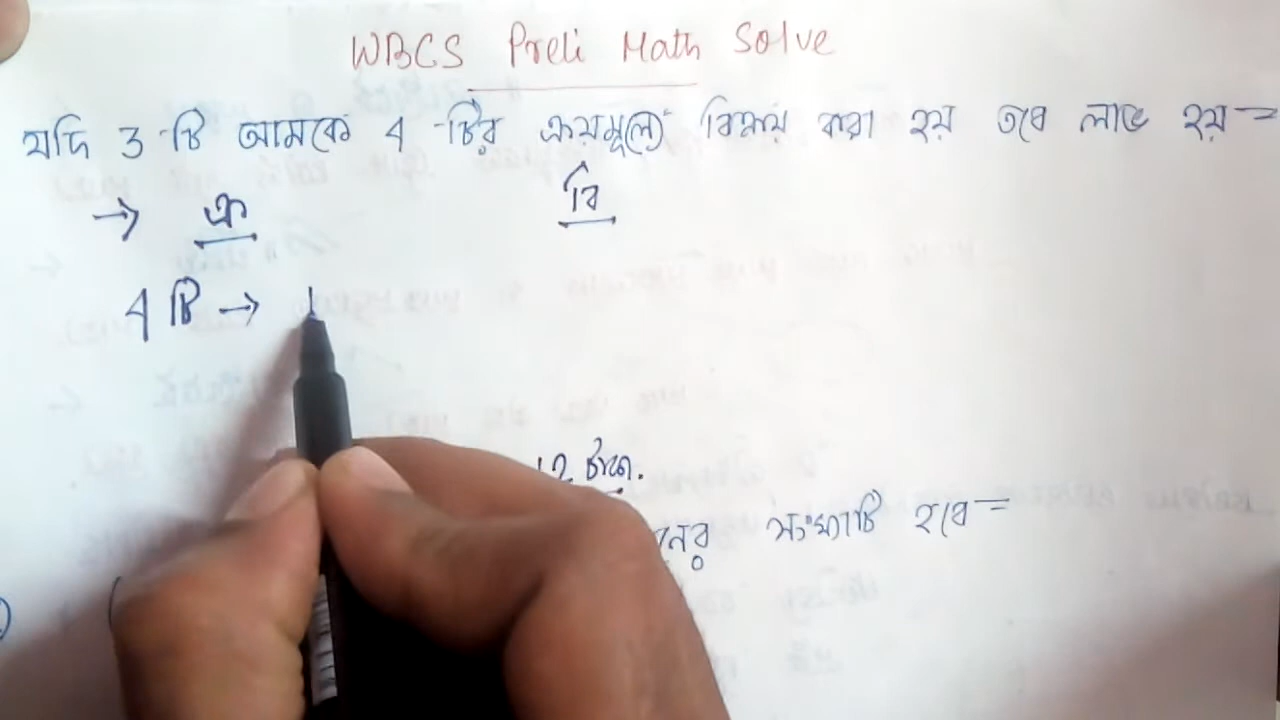 WBCS Preli Math Solve
যদি 3 টি আমকে 4 টির ক্রয়মূল্যে বিক্রয় করা হয় তবে লাভ হয় -
→ ক্র বি
4 টি → 1
12 টাকা.
সংখ্যাটি হবে -